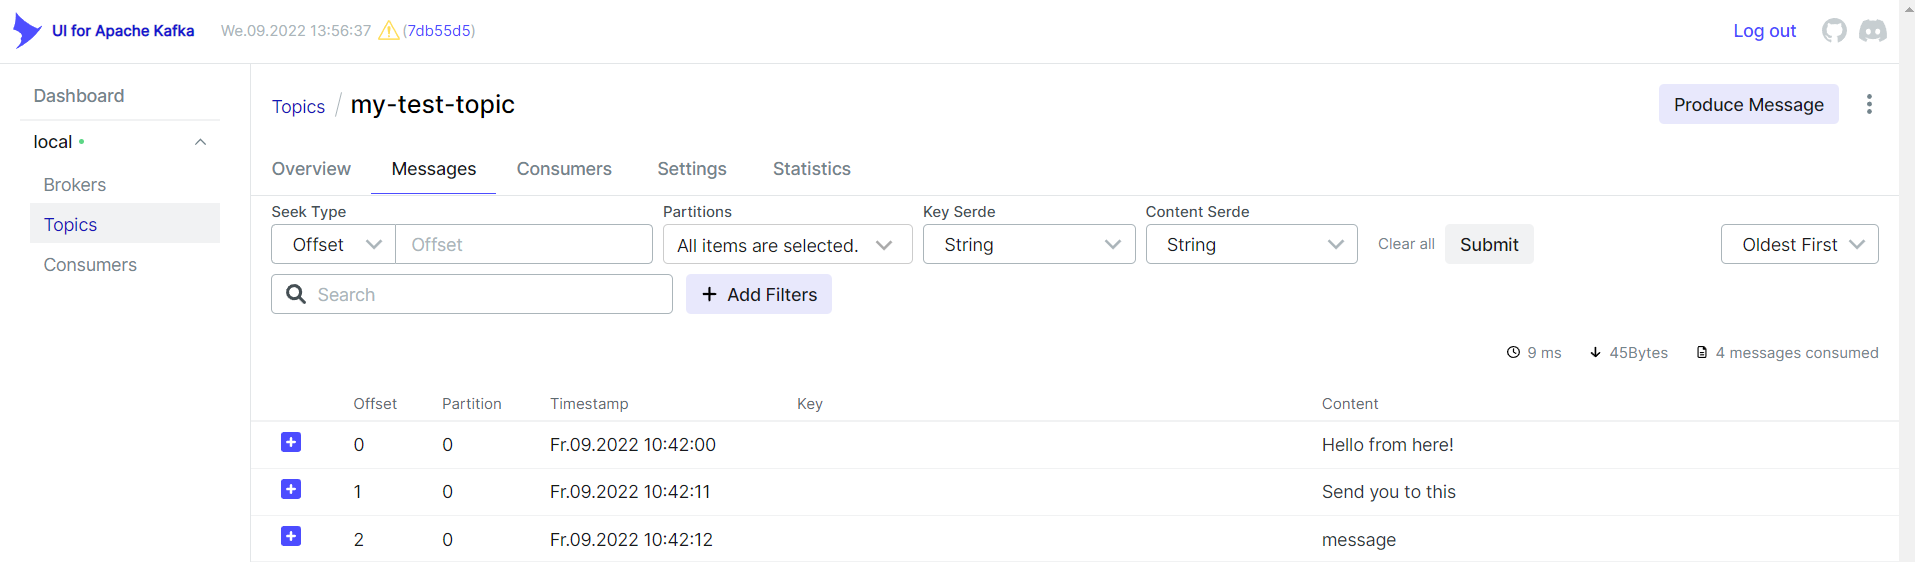 UI for Apache Kafka We.09.2022 13:56:37 (7db55d5) Log out
Dashboard
local
Brokers
Topics
Consumers
Topics / my-test-topic Produce Message
Overview Messages Consumers Settings Statistics
Seek Type Partitions Key Serde Content Serde
Offset Offset All items are selected. String String Clear all Submit Oldest First
Search Add Filters
9 ms 45Bytes 4 messages consumed
Offset Partition Timestamp Key Content
0 0 Fr.09.2022 10:42:00 Hello from here!
1 0 Fr.09.2022 10:42:11 Send you to this
2 0 Fr.09.2022 10:42:12 message